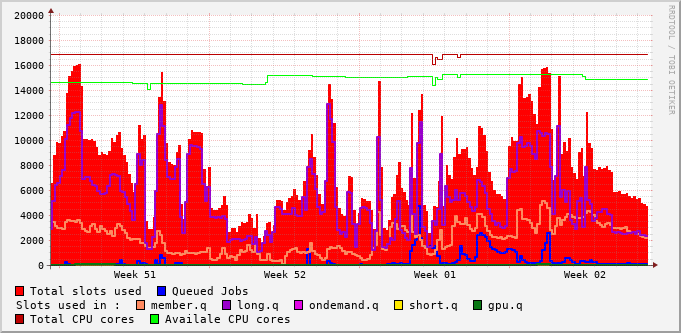 20000
18000
16000
14000
12000
10000
8000
6000
4000
2000
0
Week 51 Week 52 Week 01 Week 02
RRDTOOL / TOBI OETIKER
Total slots used Queued Jobs
Slots used in : member.q long.q ondemand.q short.q gpu.q
Total CPU cores Availale CPU cores